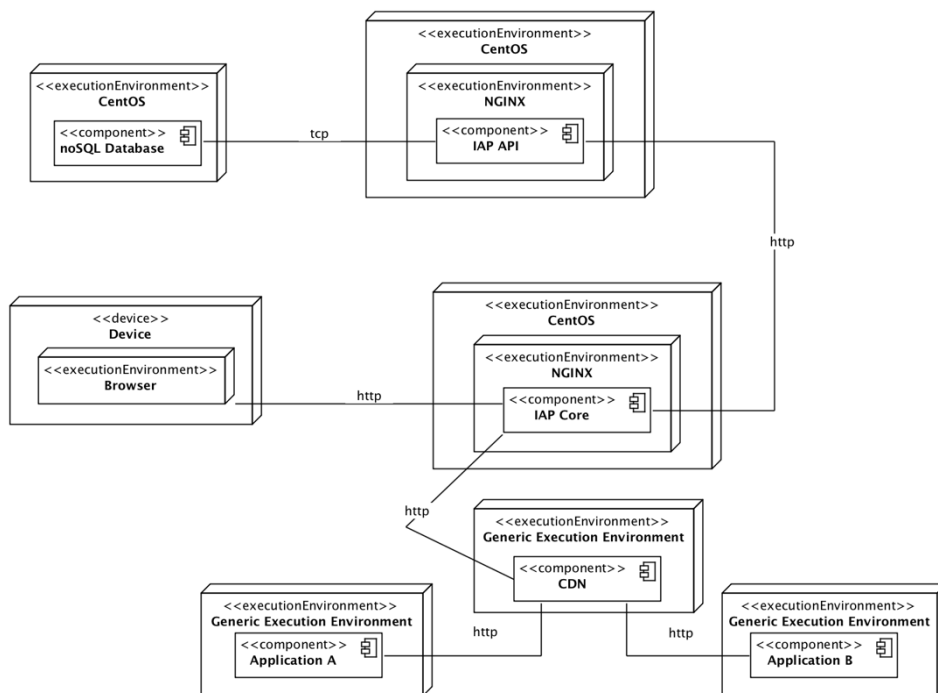 <<executionEnvironment>>
CentOS
<<executionEnvironment>>
NGINX
<<component>>
IAP API
<<executionEnvironment>>
CentOS
<<component>>
noSQL Database
tcp
http
<<device>>
Device
<<executionEnvironment>>
Browser
http
<<executionEnvironment>>
CentOS
<<executionEnvironment>>
NGINX
<<component>>
IAP Core
http
<<executionEnvironment>>
Generic Execution Environment
<<component>>
CDN
<<executionEnvironment>>
Generic Execution Environment
<<component>>
Application A
http
http
<<executionEnvironment>>
Generic Execution Environment
<<component>>
Application B